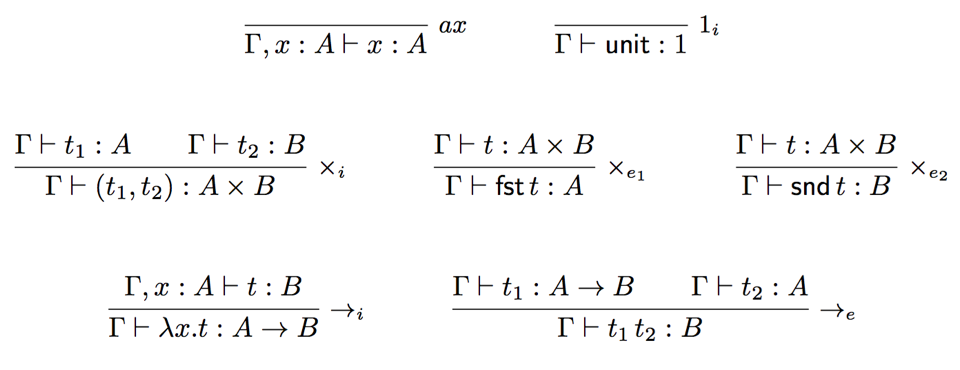 Γ, x : A ⊢ x : A ax Γ ⊢ unit : 1 1ᵢ
Γ ⊢ t₁ : A Γ ⊢ t₂ : B Γ ⊢ t : A × B Γ ⊢ t : A × B
Γ ⊢ (t₁, t₂) : A × B ×ᵢ Γ ⊢ fst t : A ×ₑ₁ Γ ⊢ snd t : B ×ₑ₂
Γ, x : A ⊢ t : B Γ ⊢ t₁ : A → B Γ ⊢ t₂ : A
Γ ⊢ λx.t : A → B →ᵢ Γ ⊢ t₁ t₂ : B →ₑ